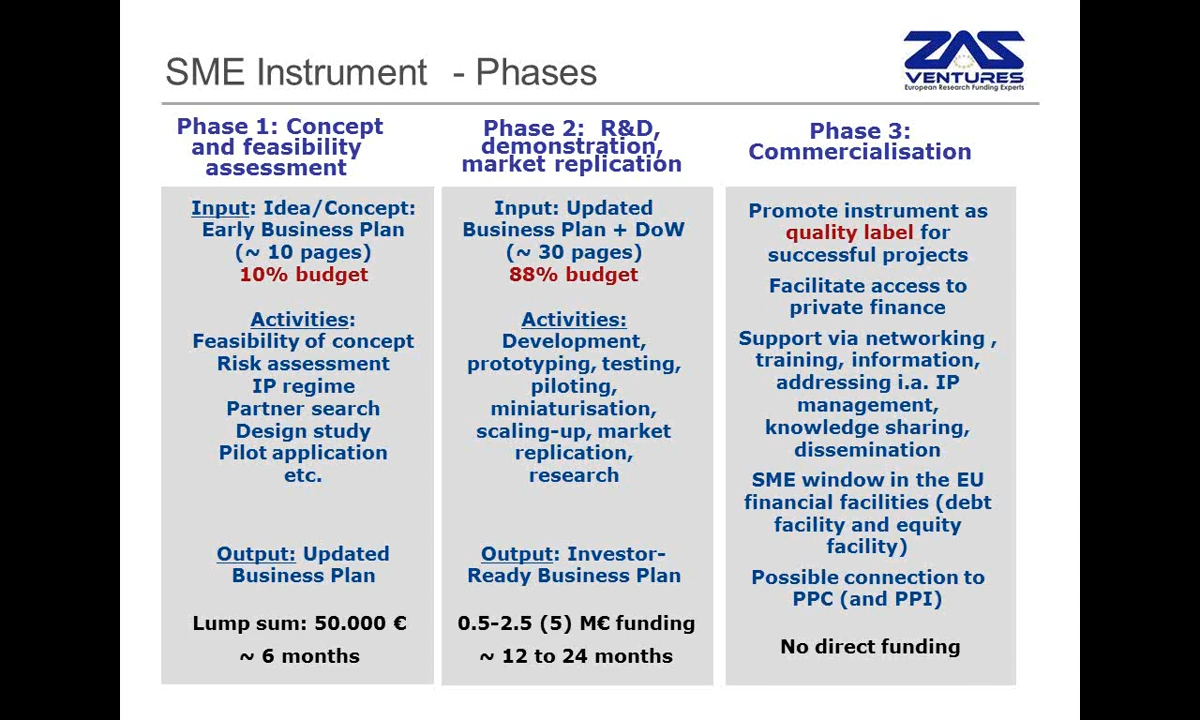 SME Instrument - Phases
ZAS
VENTURES
European Research Funding Experts
Phase 1: Concept
and feasibility
assessment
Input: Idea/Concept:
Early Business Plan
(~ 10 pages)
10% budget
Activities:
Feasibility of concept
Risk assessment
IP regime
Partner search
Design study
Pilot application
etc.
Output: Updated
Business Plan
Lump sum: 50.000 €
~ 6 months
Phase 2: R&D,
demonstration,
market replication
Input: Updated
Business Plan + DoW
(~ 30 pages)
88% budget
Activities:
Development,
prototyping, testing,
piloting,
miniaturisation,
scaling-up, market
replication,
research
Output: Investor-
Ready Business Plan
0.5-2.5 (5) M€ funding
~ 12 to 24 months
Phase 3:
Commercialisation
Promote instrument as
quality label for
successful projects
Facilitate access to
private finance
Support via networking ,
training, information,
addressing i.a. IP
management,
knowledge sharing,
dissemination
SME window in the EU
financial facilities (debt
facility and equity
facility)
Possible connection to
PPC (and PPI)
No direct funding